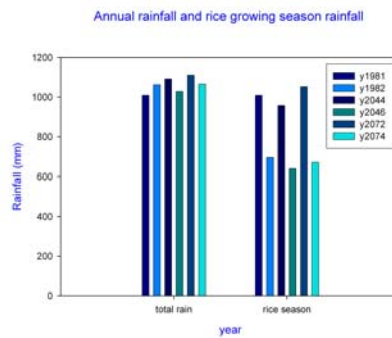 Annual rainfall and rice growing season rainfall
1200
1000
800
600
400
200
0
Rainfall (mm)
y1981
y1982
y2044
y2046
y2072
y2074
total rain
rice season
year